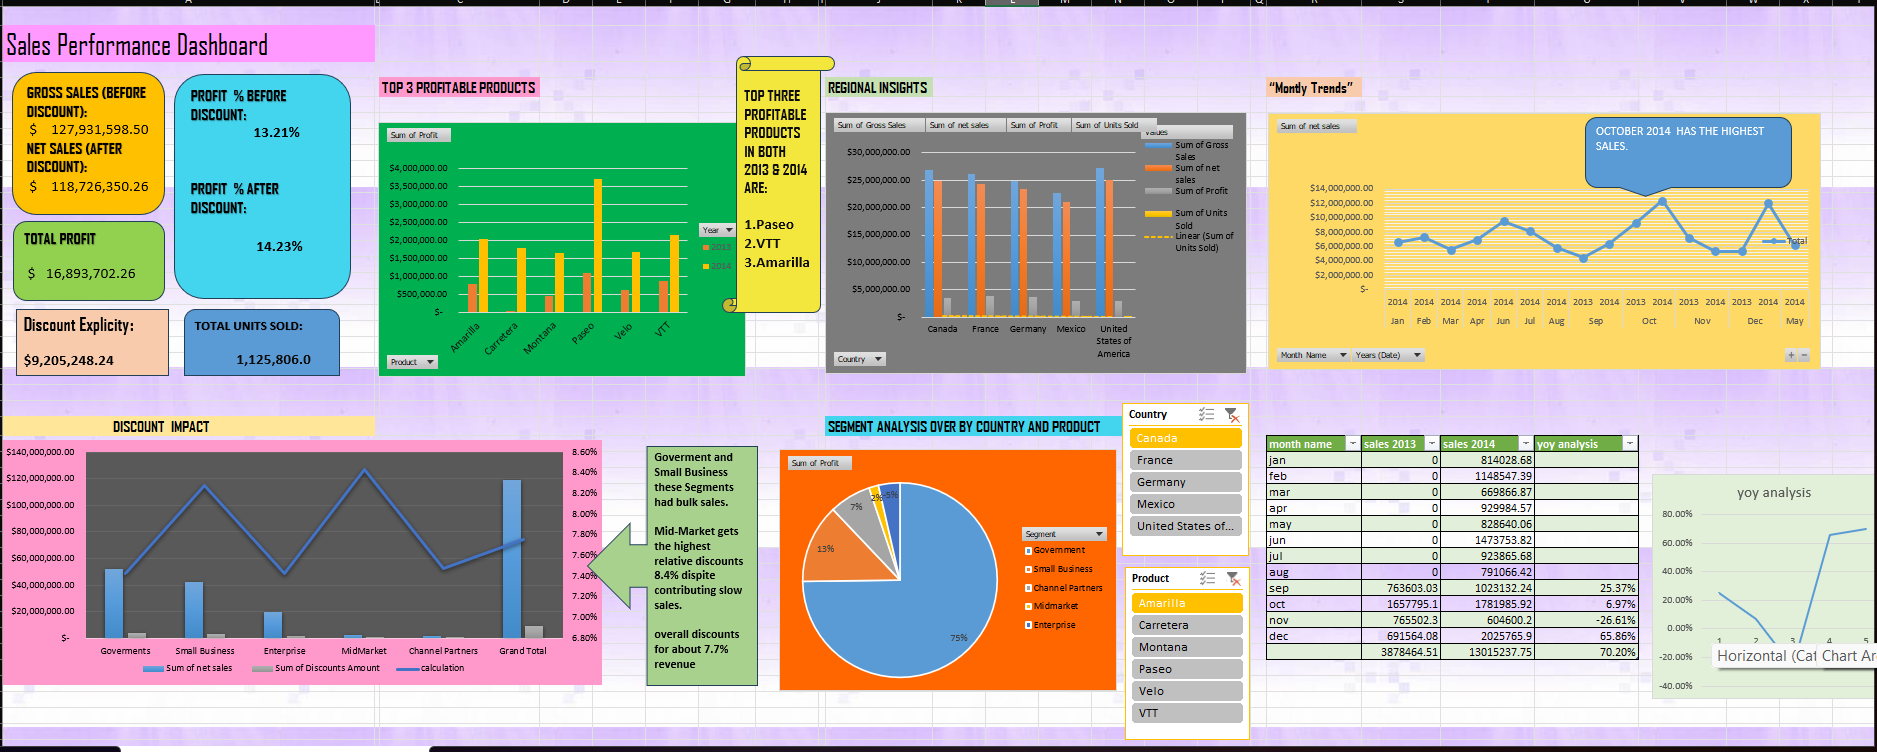 Sales Performance Dashboard
GROSS SALES (BEFORE
DISCOUNT):
$ 127,931,598.50
NET SALES (AFTER
DISCOUNT):
$ 118,726,350.26
PROFIT % BEFORE
DISCOUNT:
13.21%
PROFIT % AFTER
DISCOUNT:
14.23%
TOTAL PROFIT
$ 16,893,702.26
Discount Explicity:
$9,205,248.24
TOTAL UNITS SOLD:
1,125,806.0
TOP 3 PROFITABLE PRODUCTS
Sum of Profit
$4,000,000.00
$3,500,000.00
$3,000,000.00
$2,500,000.00
$2,000,000.00
$1,500,000.00
$1,000,000.00
$500,000.00
$-
Amarilla
Carretera
Montana
Paseo
Velo
VTT
Year
2013
2014
Product
TOP THREE
PROFITABLE
PRODUCTS
IN BOTH
2013 & 2014
ARE:
1.Paseo
2.VTT
3.Amarilla
REGIONAL INSIGHTS
Sum of Gross Sales Sum of net sales Sum of Profit Sum of Units Sold
Values
Sum of Gross
Sales
Sum of net
sales
Sum of Profit
Sum of Units
Sold
Linear (Sum of
Units Sold)
$30,000,000.00
$25,000,000.00
$20,000,000.00
$15,000,000.00
$10,000,000.00
$5,000,000.00
$-
Canada France Germany Mexico United
States of
America
Country
“Montly Trends”
Sum of net sales
OCTOBER 2014 HAS THE HIGHEST
SALES.
$14,000,000.00
$12,000,000.00
$10,000,000.00
$8,000,000.00
$6,000,000.00
$4,000,000.00
$2,000,000.00
$-
Total
2014 2014 2014 2014 2014 2014 2013 2014 2013 2014 2013 2014 2013 2014 2014
Jan Feb Mar Apr Jun Jul Aug Sep Oct Nov Dec May
Month Name Years (Date)
+ −
DISCOUNT IMPACT
$140,000,000.00
$120,000,000.00
$100,000,000.00
$80,000,000.00
$60,000,000.00
$40,000,000.00
$20,000,000.00
$-
8.60%
8.40%
8.20%
8.00%
7.80%
7.60%
7.40%
7.20%
7.00%
6.80%
Goverments Small Business Enterprise MidMarket Channel Partners Grand Total
Sum of net sales Sum of Discounts Amount calculation
Goverment and
Small Business
these Segments
had bulk sales.
Mid-Market gets
the highest
relative discounts
8.4% dispite
contributing slow
sales.
overall discounts
for about 7.7%
revenue
SEGMENT ANALYSIS OVER BY COUNTRY AND PRODUCT
Sum of Profit
75%
13%
7%
2%
Segment
Government
Small Business
Channel Partners
Midmarket
Enterprise
Country
Canada
France
Germany
Mexico
United States of...
Product
Amarilla
Carretera
Montana
Paseo
Velo
VTT
month name sales 2013 sales 2014 yoy analysis
jan 0 814028.68
feb 0 1148547.39
mar 0 669866.87
apr 0 929984.57
may 0 828640.06
jun 0 1473753.82
jul 0 923865.68
aug 0 791066.42
sep 763603.03 1023132.24 25.37%
oct 1657795.1 1781985.92 6.97%
nov 765502.3 604600.2 -26.61%
dec 691564.08 2025765.9 65.86%
3878464.51 13015237.75 70.20%
yoy analysis
80.00%
60.00%
40.00%
20.00%
0.00%
-20.00%
-40.00%
1 2 3 4 5
Horizontal (Cat Chart Ar